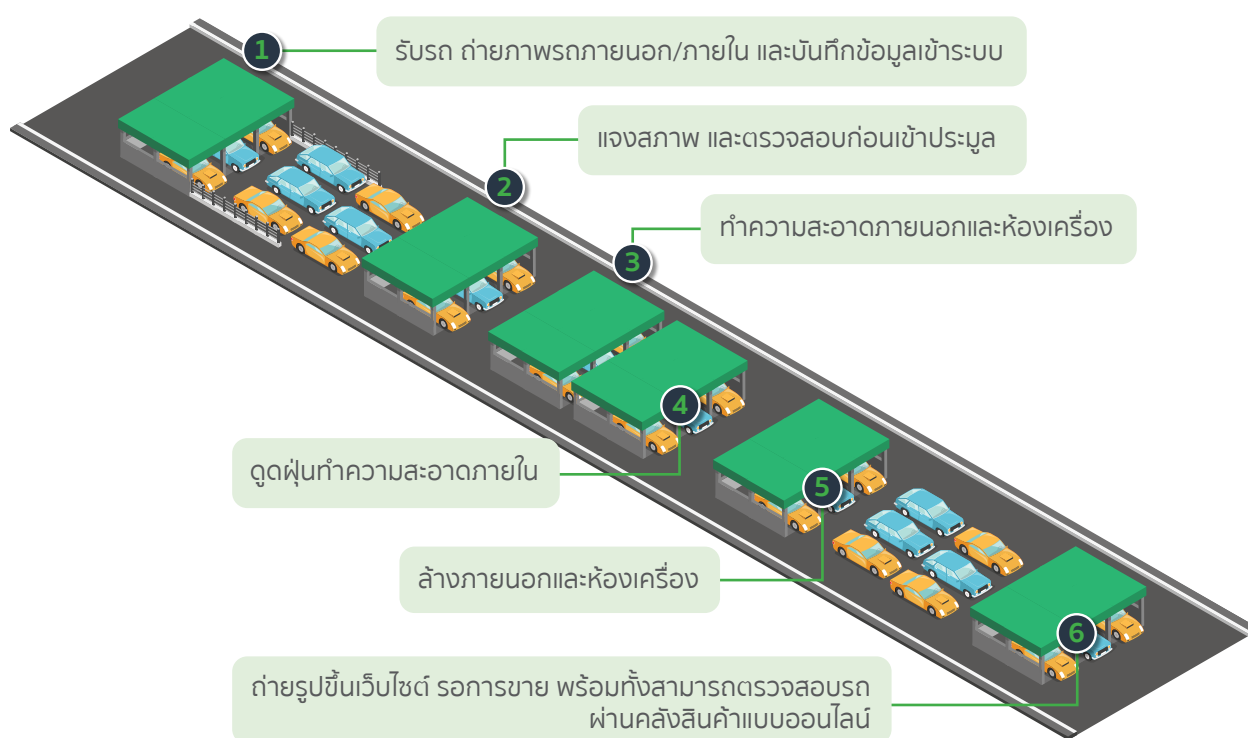 1
รับรถ ถ่ายภาพรถภายนอก/ภายใน และบันทึกข้อมูลเข้าระบบ
2
แจงสภาพ และตรวจสอบก่อนเข้าประมูล
3
ทำความสะอาดภายนอกและห้องเครื่อง
4
ดูดฝุ่นทำความสะอาดภายใน
5
ล้างภายนอกและห้องเครื่อง
6
ถ่ายรูปขึ้นเว็บไซต์ รอการขาย พร้อมทั้งสามารถตรวจสอบรถ
ผ่านคลังสินค้าแบบออนไลน์